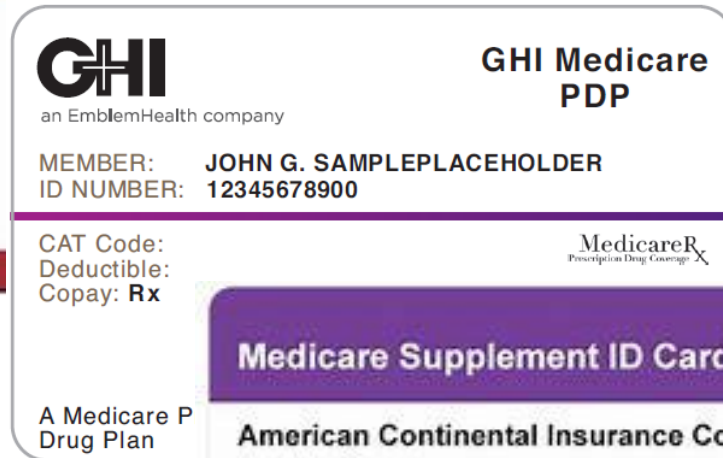 GHI
an EmblemHealth company
GHI Medicare
PDP
MEMBER: JOHN G. SAMPLEPLACEHOLDER
ID NUMBER: 12345678900
CAT Code:
Deductible:
Copay: Rx
MedicareRx
Prescription Drug Coverage
A Medicare P
Drug Plan
Medicare Supplement ID Card
American Continental Insurance Co